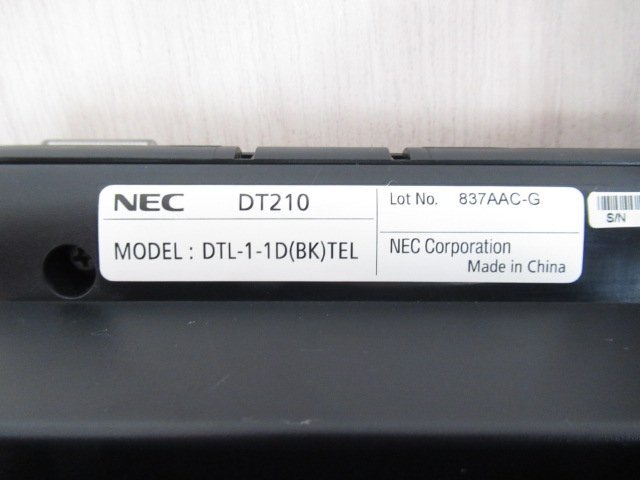 NEC DT210
MODEL : DTL-1-1D(BK)TEL
Lot No. 837AAC-G
NEC Corporation
Made in China
S/N